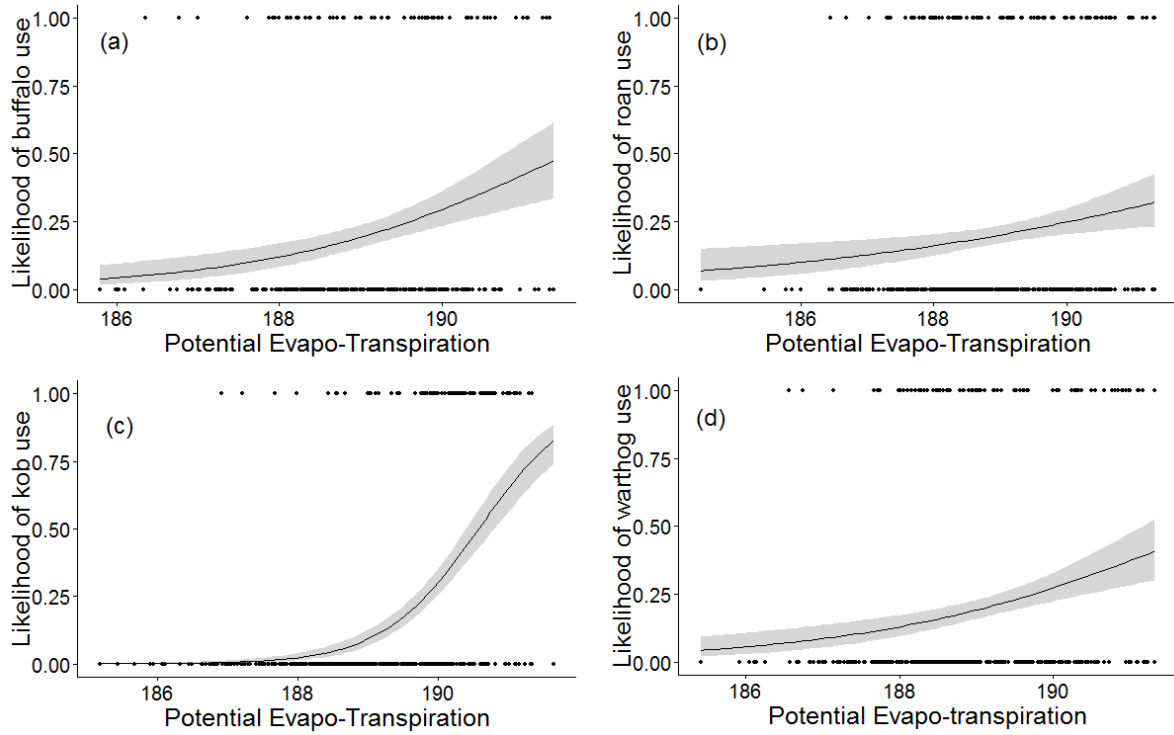 Likelihood of buffalo use
(a)
1.00
0.75
0.50
0.25
0.00
186 188 190
Potential Evapo-Transpiration
Likelihood of roan use
(b)
1.00
0.75
0.50
0.25
0.00
186 188 190
Potential Evapo-Transpiration
Likelihood of kob use
(c)
1.00
0.75
0.50
0.25
0.00
186 188 190
Potential Evapo-Transpiration
Likelihood of warthog use
(d)
1.00
0.75
0.50
0.25
0.00
186 188 190
Potential Evapo-transpiration